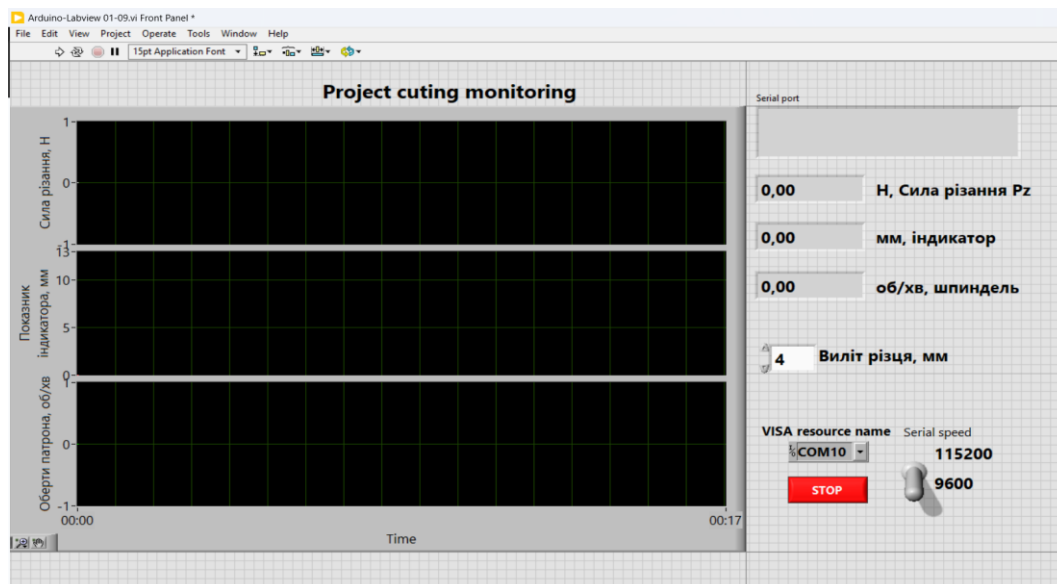 Arduino-Labview 01-09.vi Front Panel *
File Edit View Project Operate Tools Window Help
15pt Application Font
Project cuting monitoring
Serial port
Сила різання, Н
1
0
-1
0,00 Н, Сила різання Pz
0,00 мм, індикатор
0,00 об/хв, шпиндель
Показник
індикатора, мм
13
10
5
0
4 Виліт різця, мм
Оберти патрона, об/хв
1
0
-1
00:00 00:17
Time
VISA resource name Serial speed
COM10 115200
STOP 9600